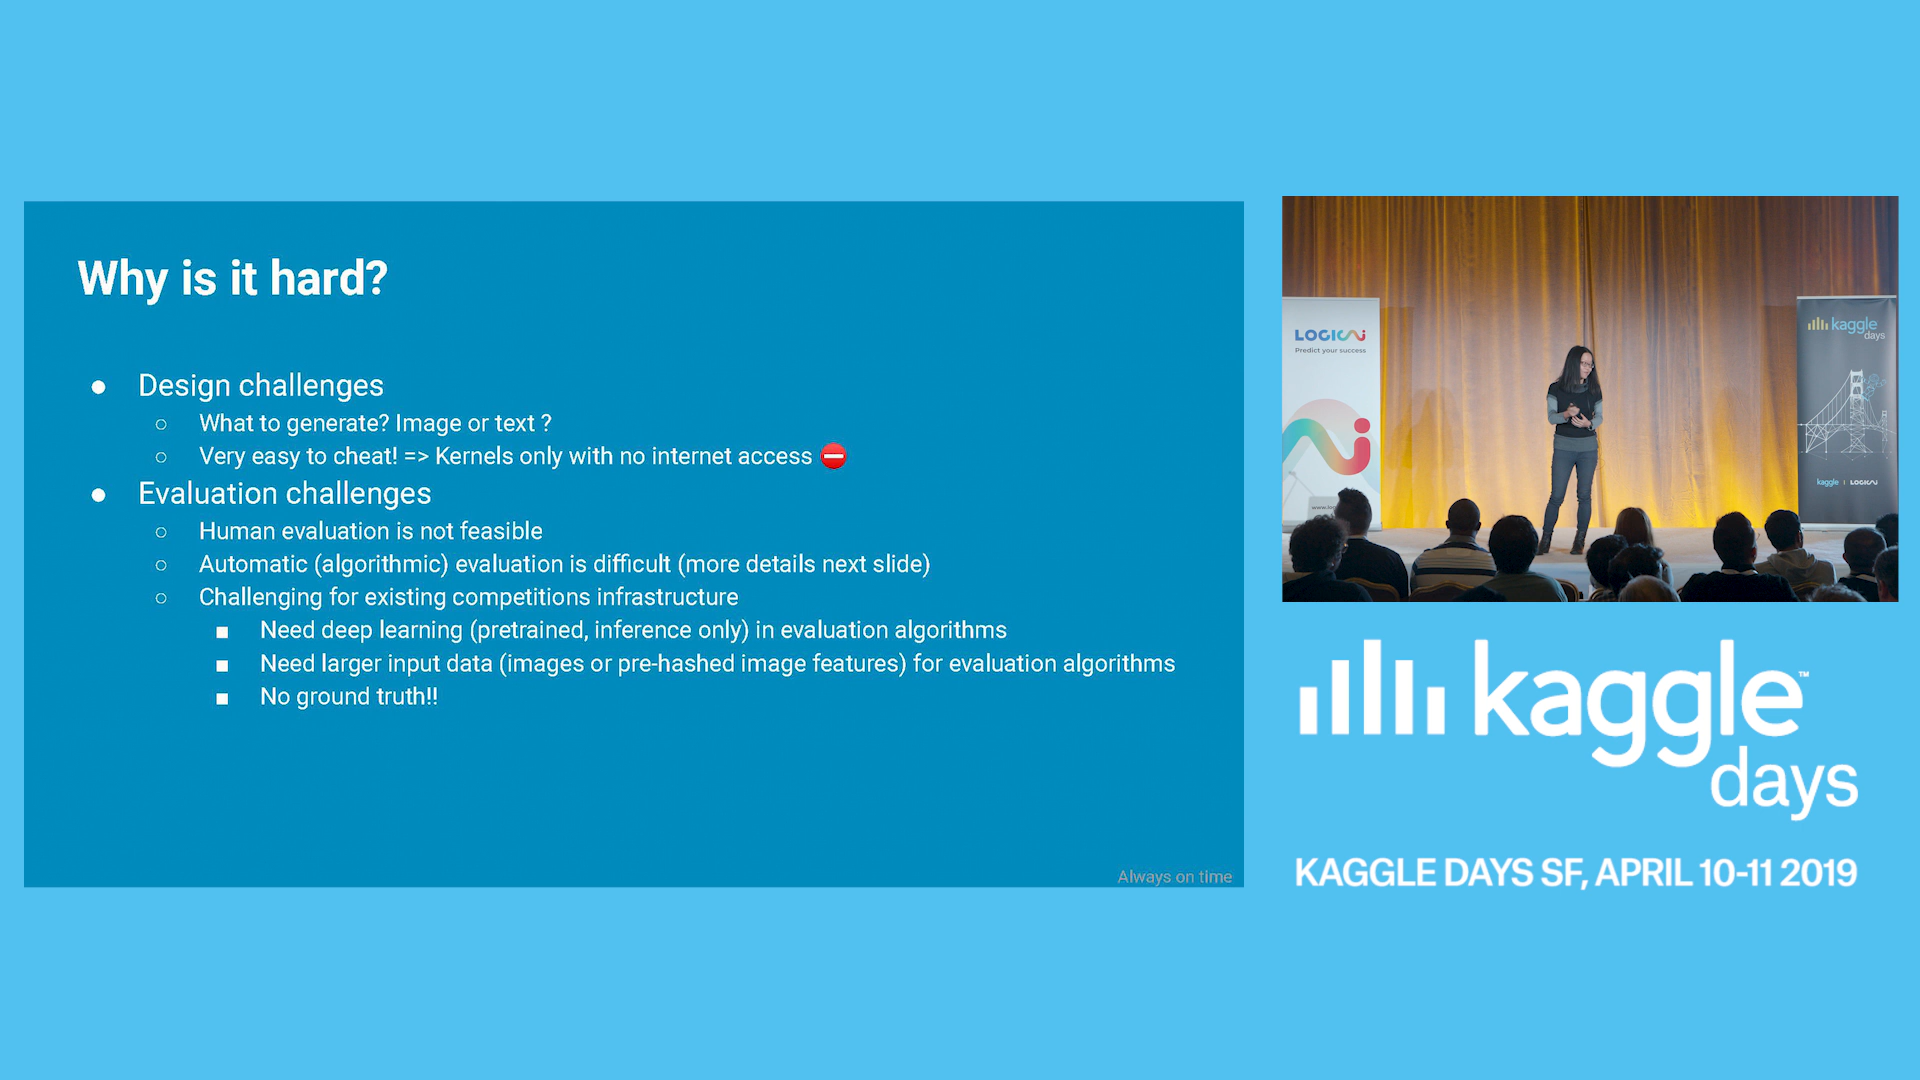 Why is it hard?
● Design challenges
○ What to generate? Image or text ?
○ Very easy to cheat! => Kernels only with no internet access ⛔
● Evaluation challenges
○ Human evaluation is not feasible
○ Automatic (algorithmic) evaluation is difficult (more details next slide)
○ Challenging for existing competitions infrastructure
■ Need deep learning (pretrained, inference only) in evaluation algorithms
■ Need larger input data (images or pre-hashed image features) for evaluation algorithms
■ No ground truth!!
Always on time
LOGICAi
Predict your success
kaggle
days
kaggle | LOGICAi
kaggle™
days
KAGGLE DAYS SF, APRIL 10-11 2019